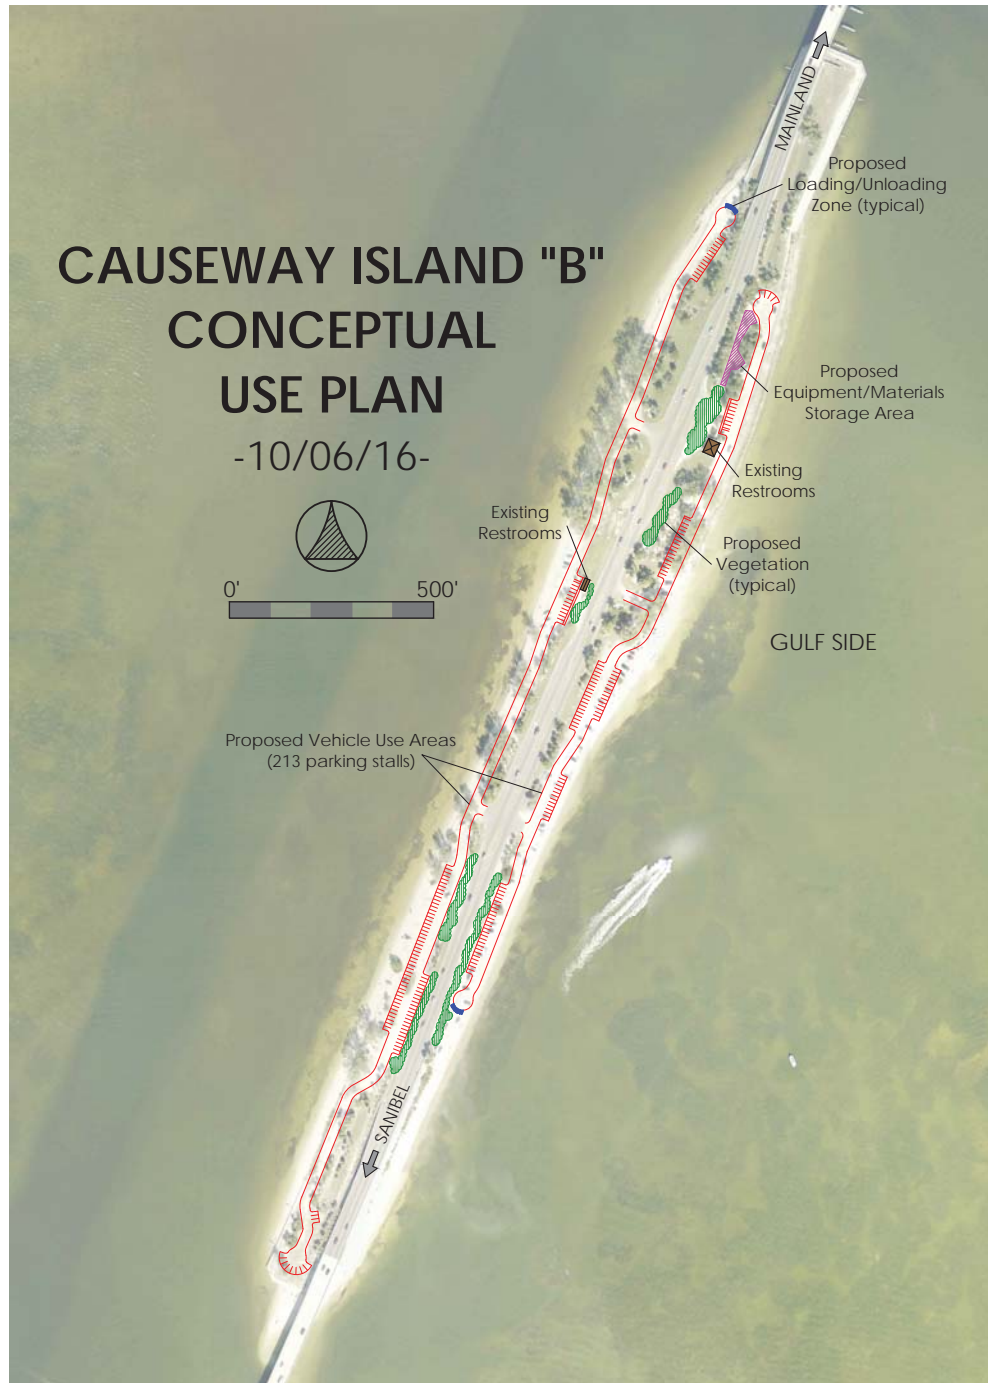 MAINLAND
Proposed
Loading/Unloading
Zone (typical)
CAUSEWAY ISLAND "B"
CONCEPTUAL
USE PLAN
-10/06/16-
Proposed
Equipment/Materials
Storage Area
Existing
Restrooms
Existing
Restrooms
Proposed
Vegetation
(typical)
0' 500'
GULF SIDE
Proposed Vehicle Use Areas
(213 parking stalls)
SANIBEL